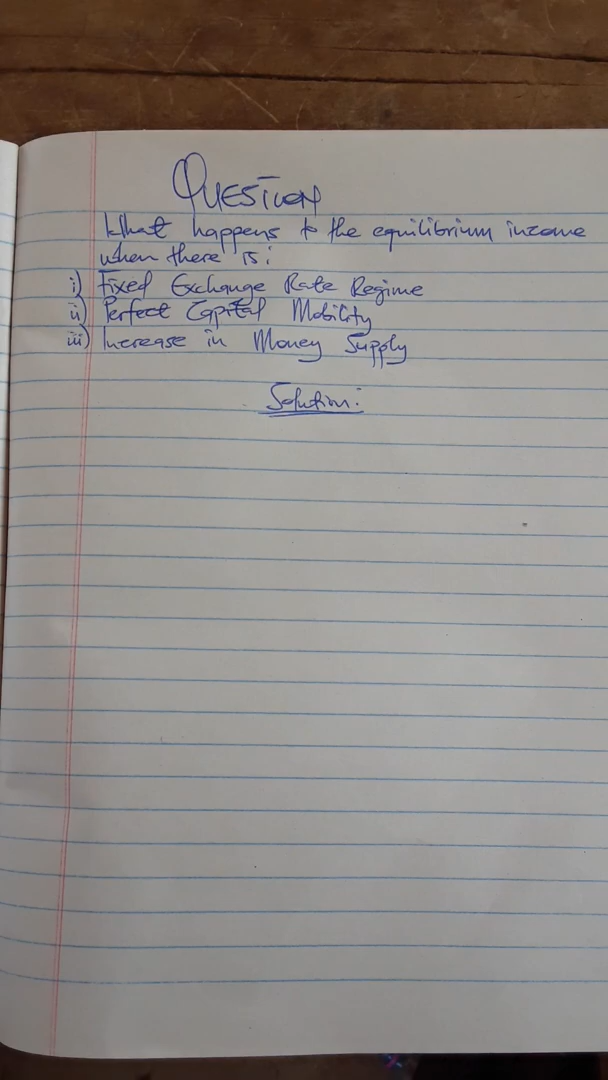 QUESTION
What happens to the equilibrium income
when there is:
i) Fixed Exchange Rate Regime
ii) Perfect Capital Mobility
iii) Increase in Money Supply
Solution: